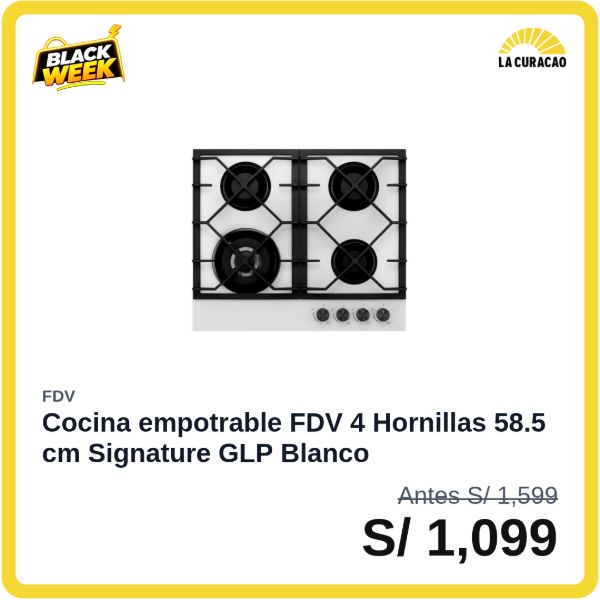 BLACK
WEEK
LA CURACAO
FDV
Cocina empotrable FDV 4 Hornillas 58.5
cm Signature GLP Blanco
Antes S/ 1,599
S/ 1,099